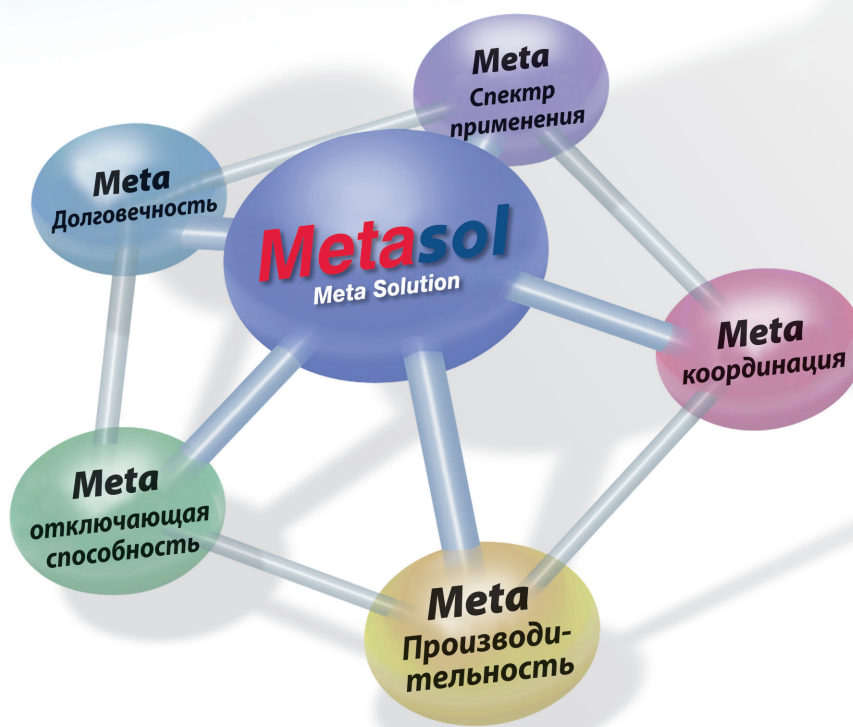 Meta
Спектр
применения
Meta
Долговечность
Metasol
Meta Solution
Meta
координация
Meta
отключающая
способность
Meta
Производи-
тельность